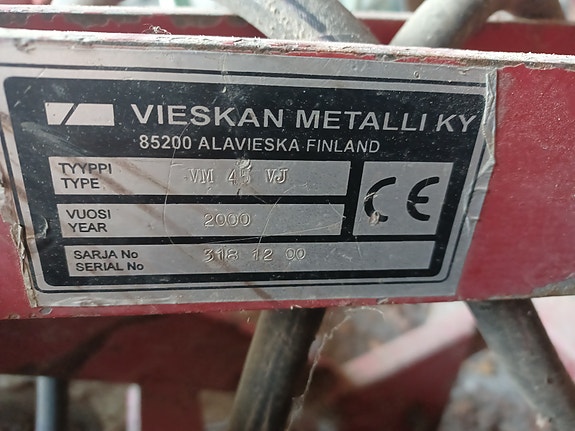 VIESKAN METALLI KY
85200 ALAVIESKA FINLAND
TYYPPI
TYPE
VM 45 VJ
VUOSI
YEAR
2000
SARJA No
SERIAL No
318 12 00
CE